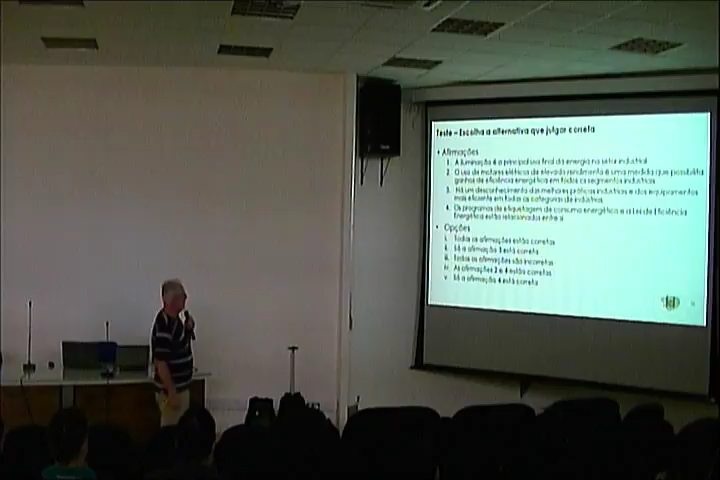 Teste – Escolha a alternativa que julgar correta
• Afirmações
1. A iluminação é o principal uso final da energia no setor industrial
2. O uso de motores elétricos de elevado rendimento é uma medida que possibilita
ganhos de eficiência energética em todos os segmentos industriais
3. Há um desconhecimento das melhores práticas industriais e dos equipamentos
mais eficiente em todas as categorias de indústrias
4. Os programas de etiquetagem de consumo energético e a Lei de Eficiência
Energética estão relacionados entre si
• Opções
i. Todas as afirmações estão corretas
ii. Só a afirmação 3 está correta
iii. Todas as afirmações são incorretas
iv. As afirmações 2 e 4 estão corretas
v. Só a afirmação 4 está correta